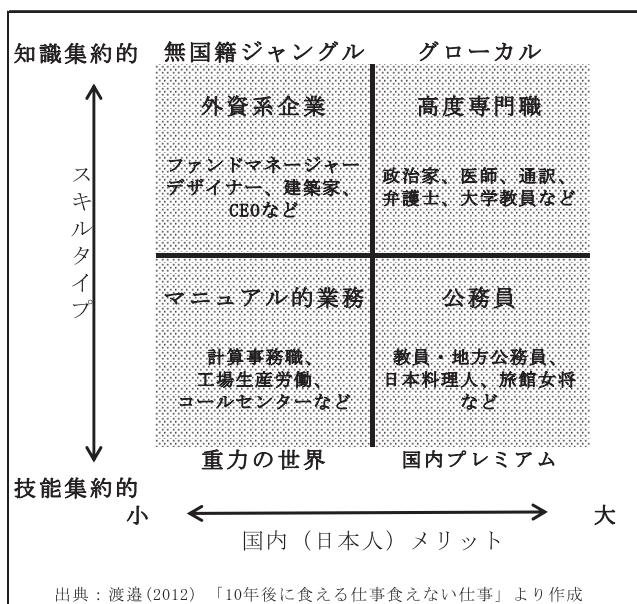 知識集約的
無国籍ジャングル
グローカル
外資系企業
高度専門職
ファンドマネージャー
デザイナー、建築家、
CEOなど
政治家、医師、通訳、
弁護士、大学教員など
スキルタイプ
マニュアル的業務
公務員
計算事務職、
工場生産労働、
コールセンターなど
教員・地方公務員、
日本料理人、旅館女将
など
重力の世界
国内プレミアム
技能集約的
小
大
国内（日本人）メリット
出典：渡邉(2012) 「10年後に食える仕事食えない仕事」より作成